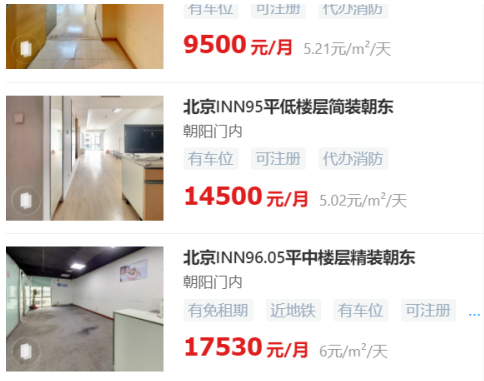 有车位 可注册 代办消防
9500 元/月 5.21元/m²/天
北京INN95平低楼层简装朝东
朝阳门内
有车位 可注册 代办消防
14500 元/月 5.02元/m²/天
北京INN96.05平中楼层精装朝东
朝阳门内
有免租期 近地铁 有车位 可注册 ...
17530 元/月 6元/m²/天